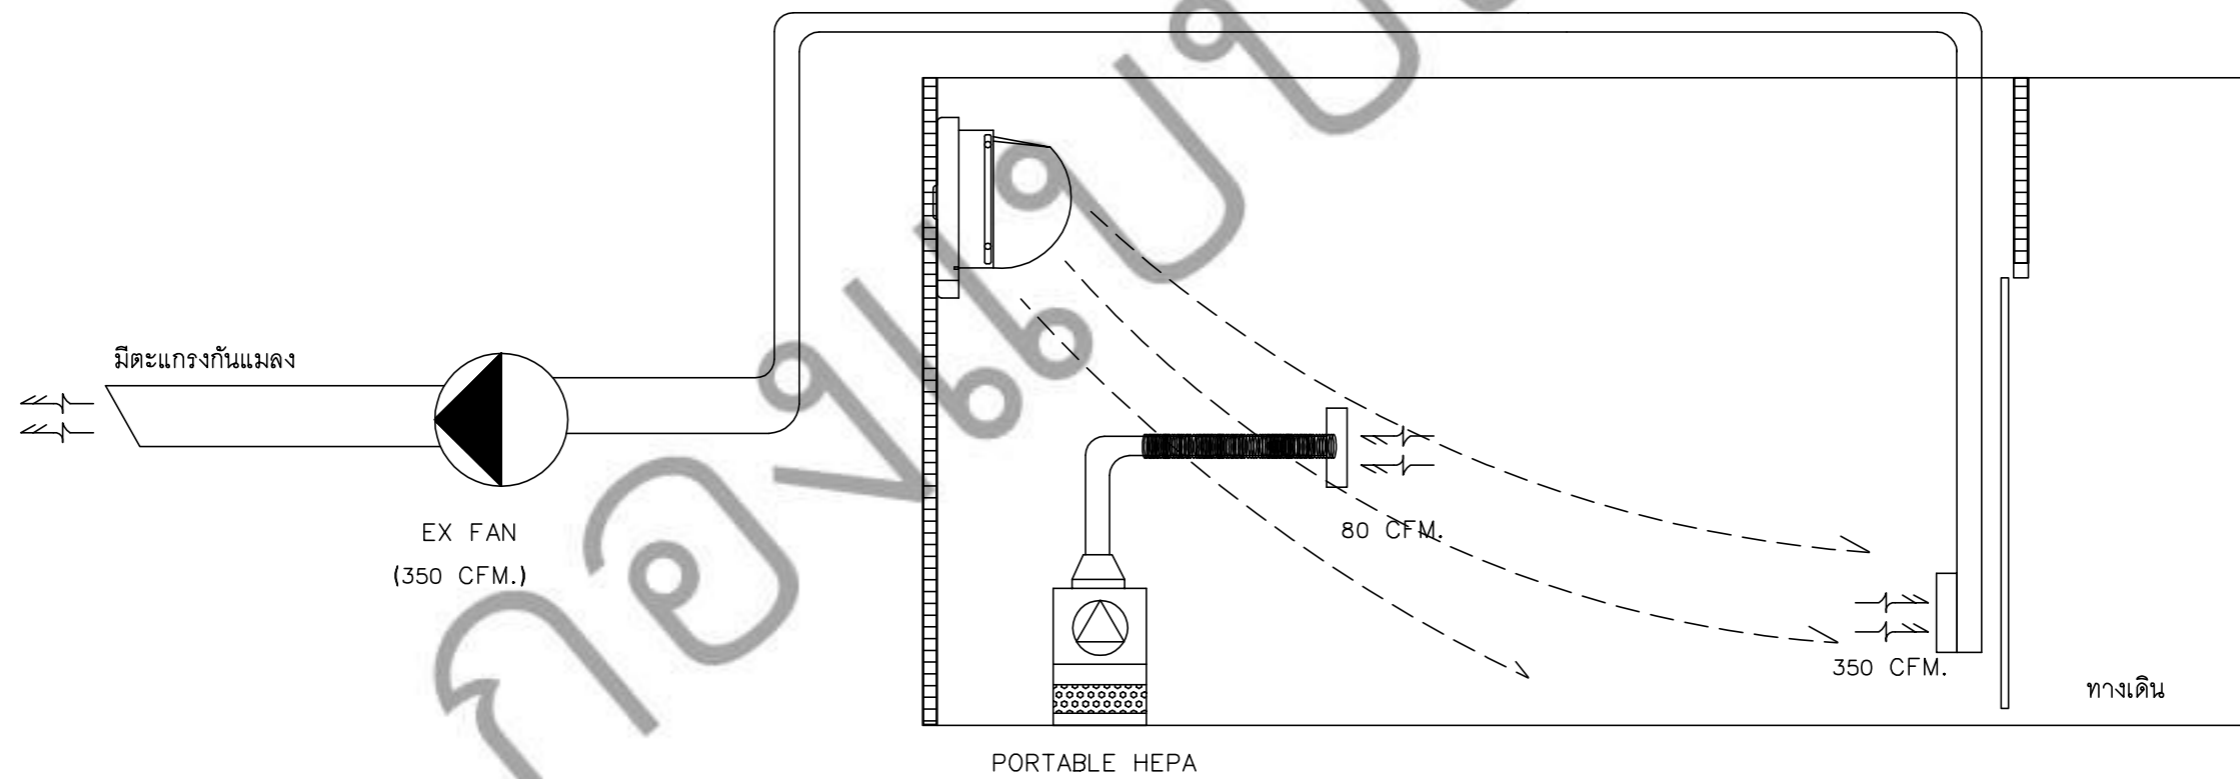 มีตะแกรงกันแมลง
EX FAN
(350 CFM.)
80 CFM.
350 CFM.
ทางเดิน
PORTABLE HEPA